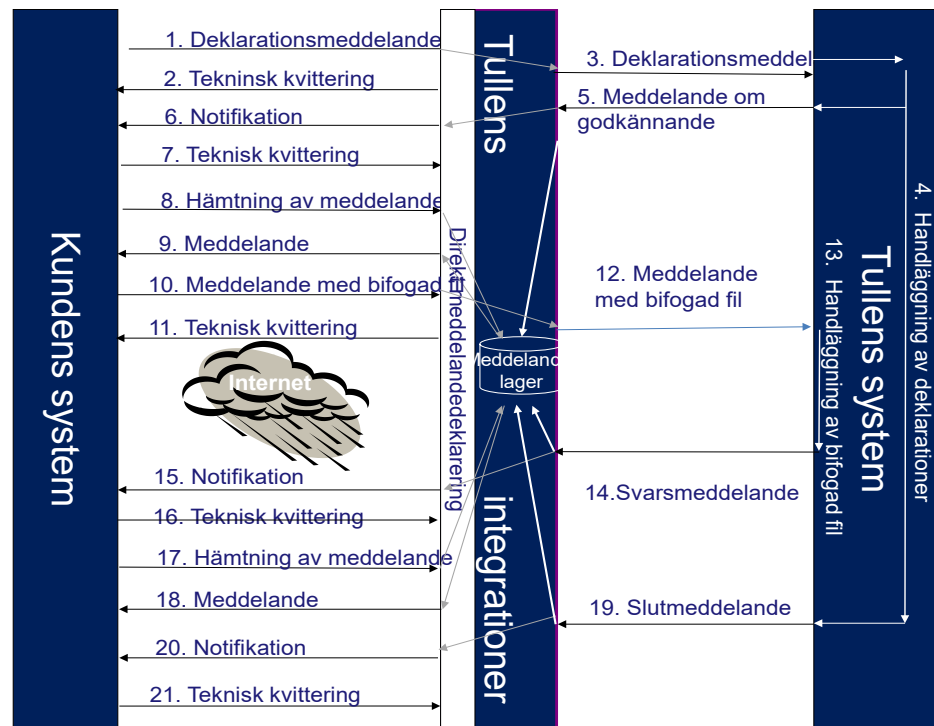 1. Deklarationsmeddelande
2. Tekninsk kvittering
3. Deklarationsmeddel
5. Meddelande om
godkännande
6. Notifikation
7. Teknisk kvittering
8. Hämtning av meddelande
9. Meddelande
10. Meddelande med bifogad fil
11. Teknisk kvittering
12. Meddelande
med bifogad fil
Internet
Meddeland
lager
15. Notifikation
14.Svarsmeddelande
16. Teknisk kvittering
17. Hämtning av meddelande
18. Meddelande
19. Slutmeddelande
20. Notifikation
21. Teknisk kvittering
Kundens system
Direktmeddelandedeklarering
Tullens
integrationer
13. Handläggning av bifogad fil
Tullens system
4. Handläggning av deklarationer